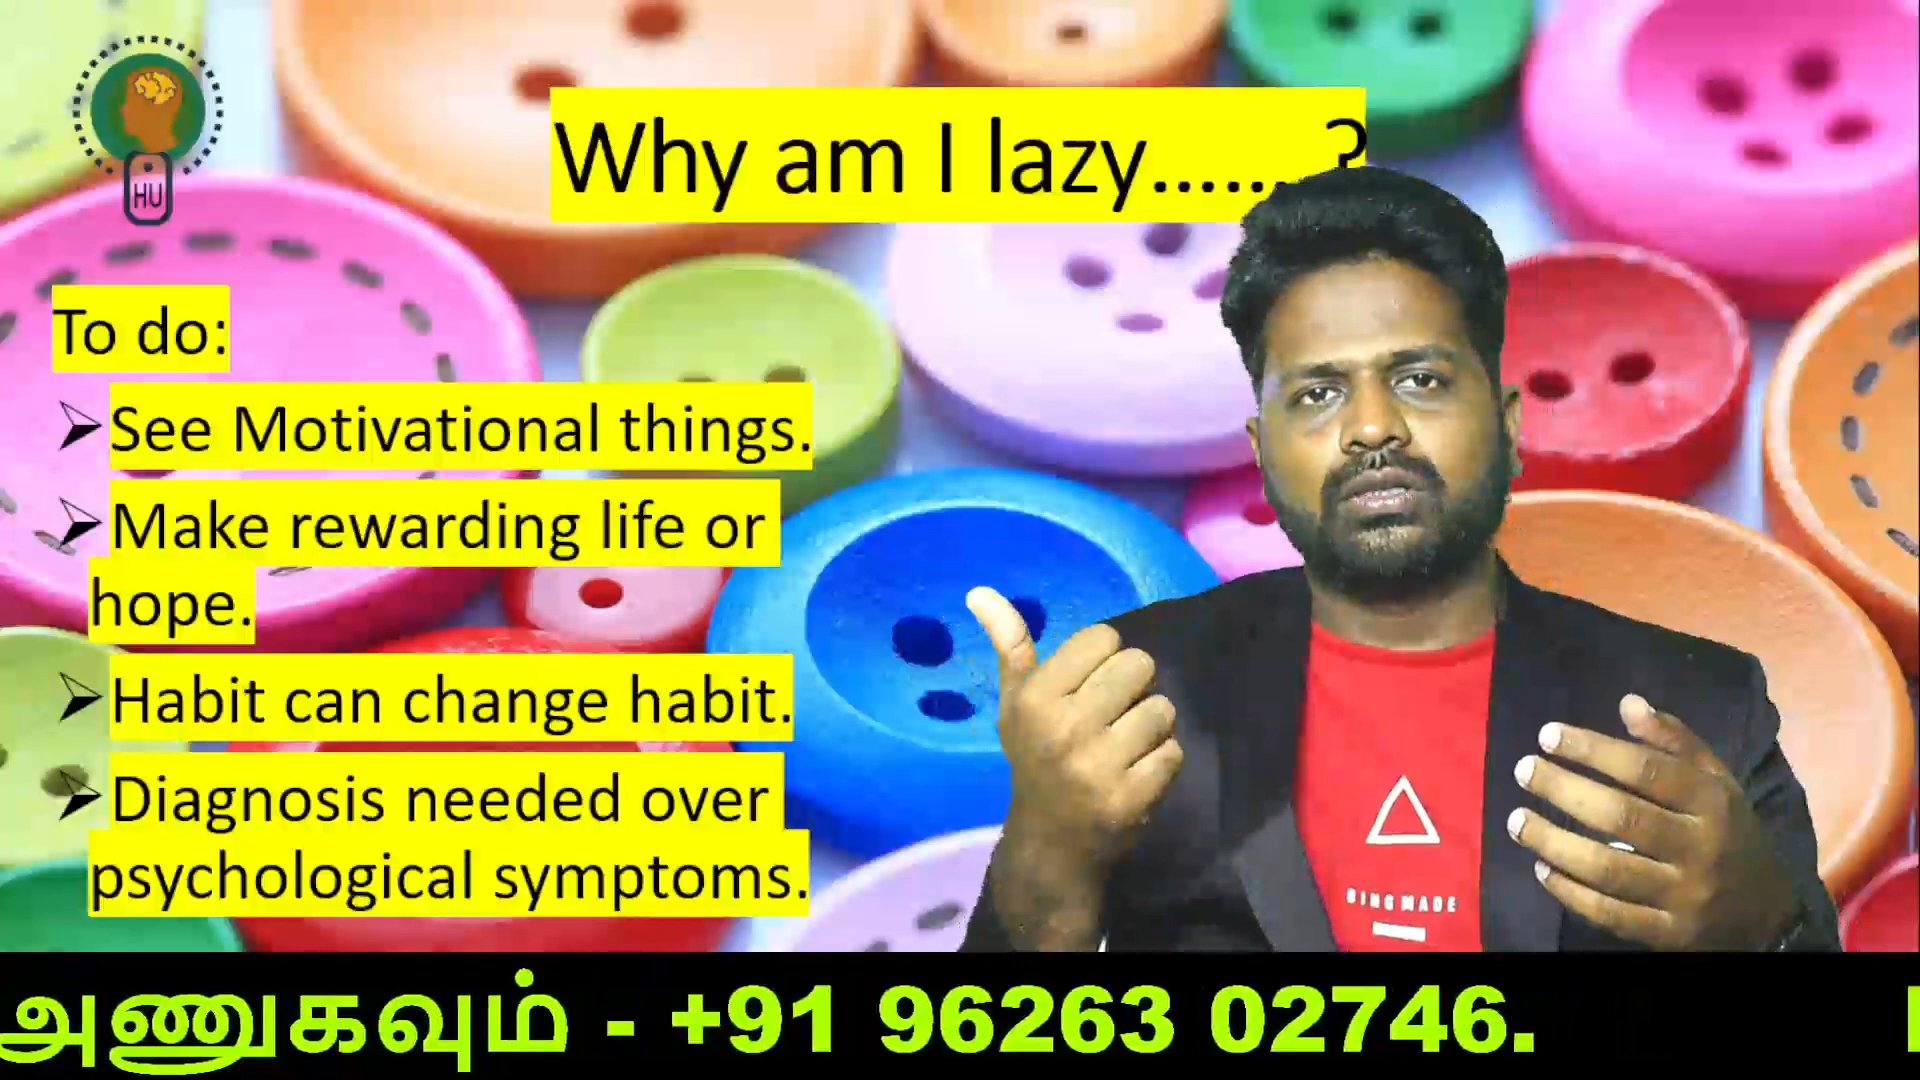 HU
Why am I lazy.......?
To do:
See Motivational things.
Make rewarding life or
hope.
Habit can change habit.
Diagnosis needed over
psychological symptoms.
MADE
அணுகவும் - +91 96263 02746.